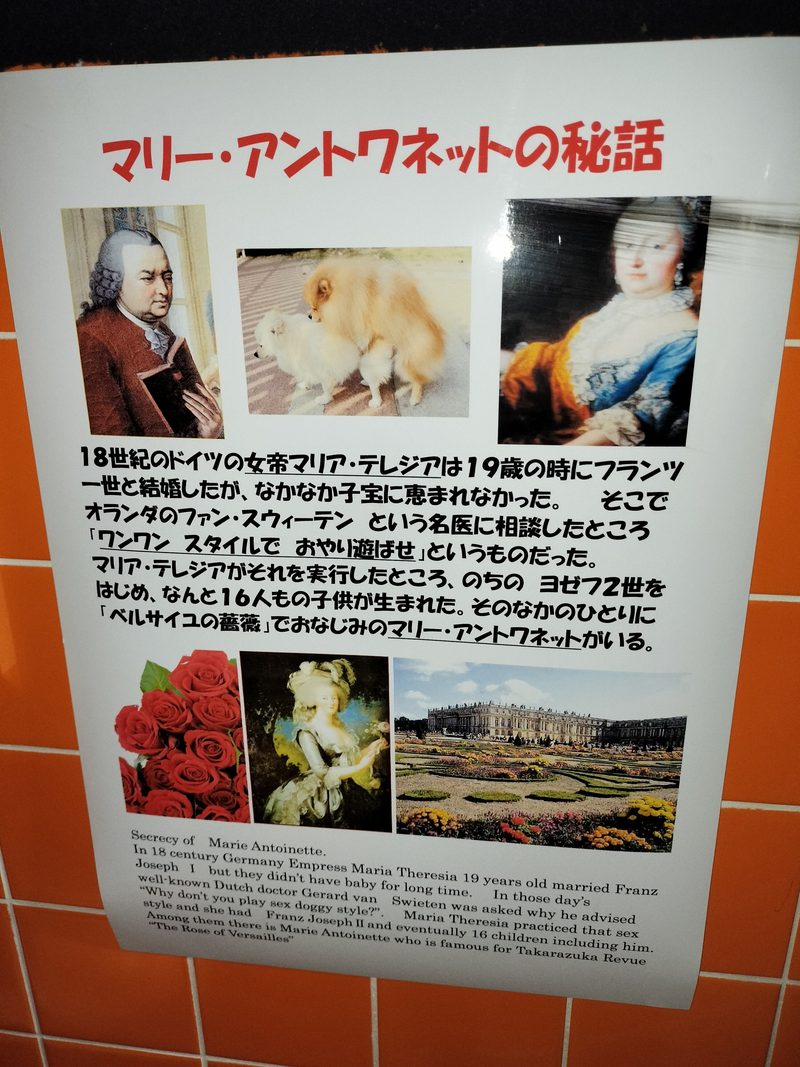 マリー・アントワネットの秘話
18世紀のドイツの女帝マリア・テレジアは19歳の時にフランツ
一世と結婚したが、なかなか子宝に恵まれなかった。　そこで
オランダのファン・スウィーテン　という名医に相談したところ
「ワンワン スタイルで　おやり遊ばせ」というものだった。
マリア・テレジアがそれを実行したところ、のちの　ヨゼフ2世を
はじめ、なんと16人もの子供が生まれた。そのなかのひとりに
「ベルサイユの薔薇」でおなじみのマリー・アントワネットがいる。
Secrecy of Marie Antoinette.
In 18 century Germany Empress Maria Theresia 19 years old married Franz
Joseph I but they didn't have baby for long time. In those day's
well-known Dutch doctor Gerard van Swieten was asked why he advised
"Why don't you play sex doggy style?". Maria Theresia practiced that sex
style and she had Franz Joseph II and eventually 16 children including him.
Among them there is Marie Antoinette who is famous for Takarazuka Revue
"The Rose of Versailles"